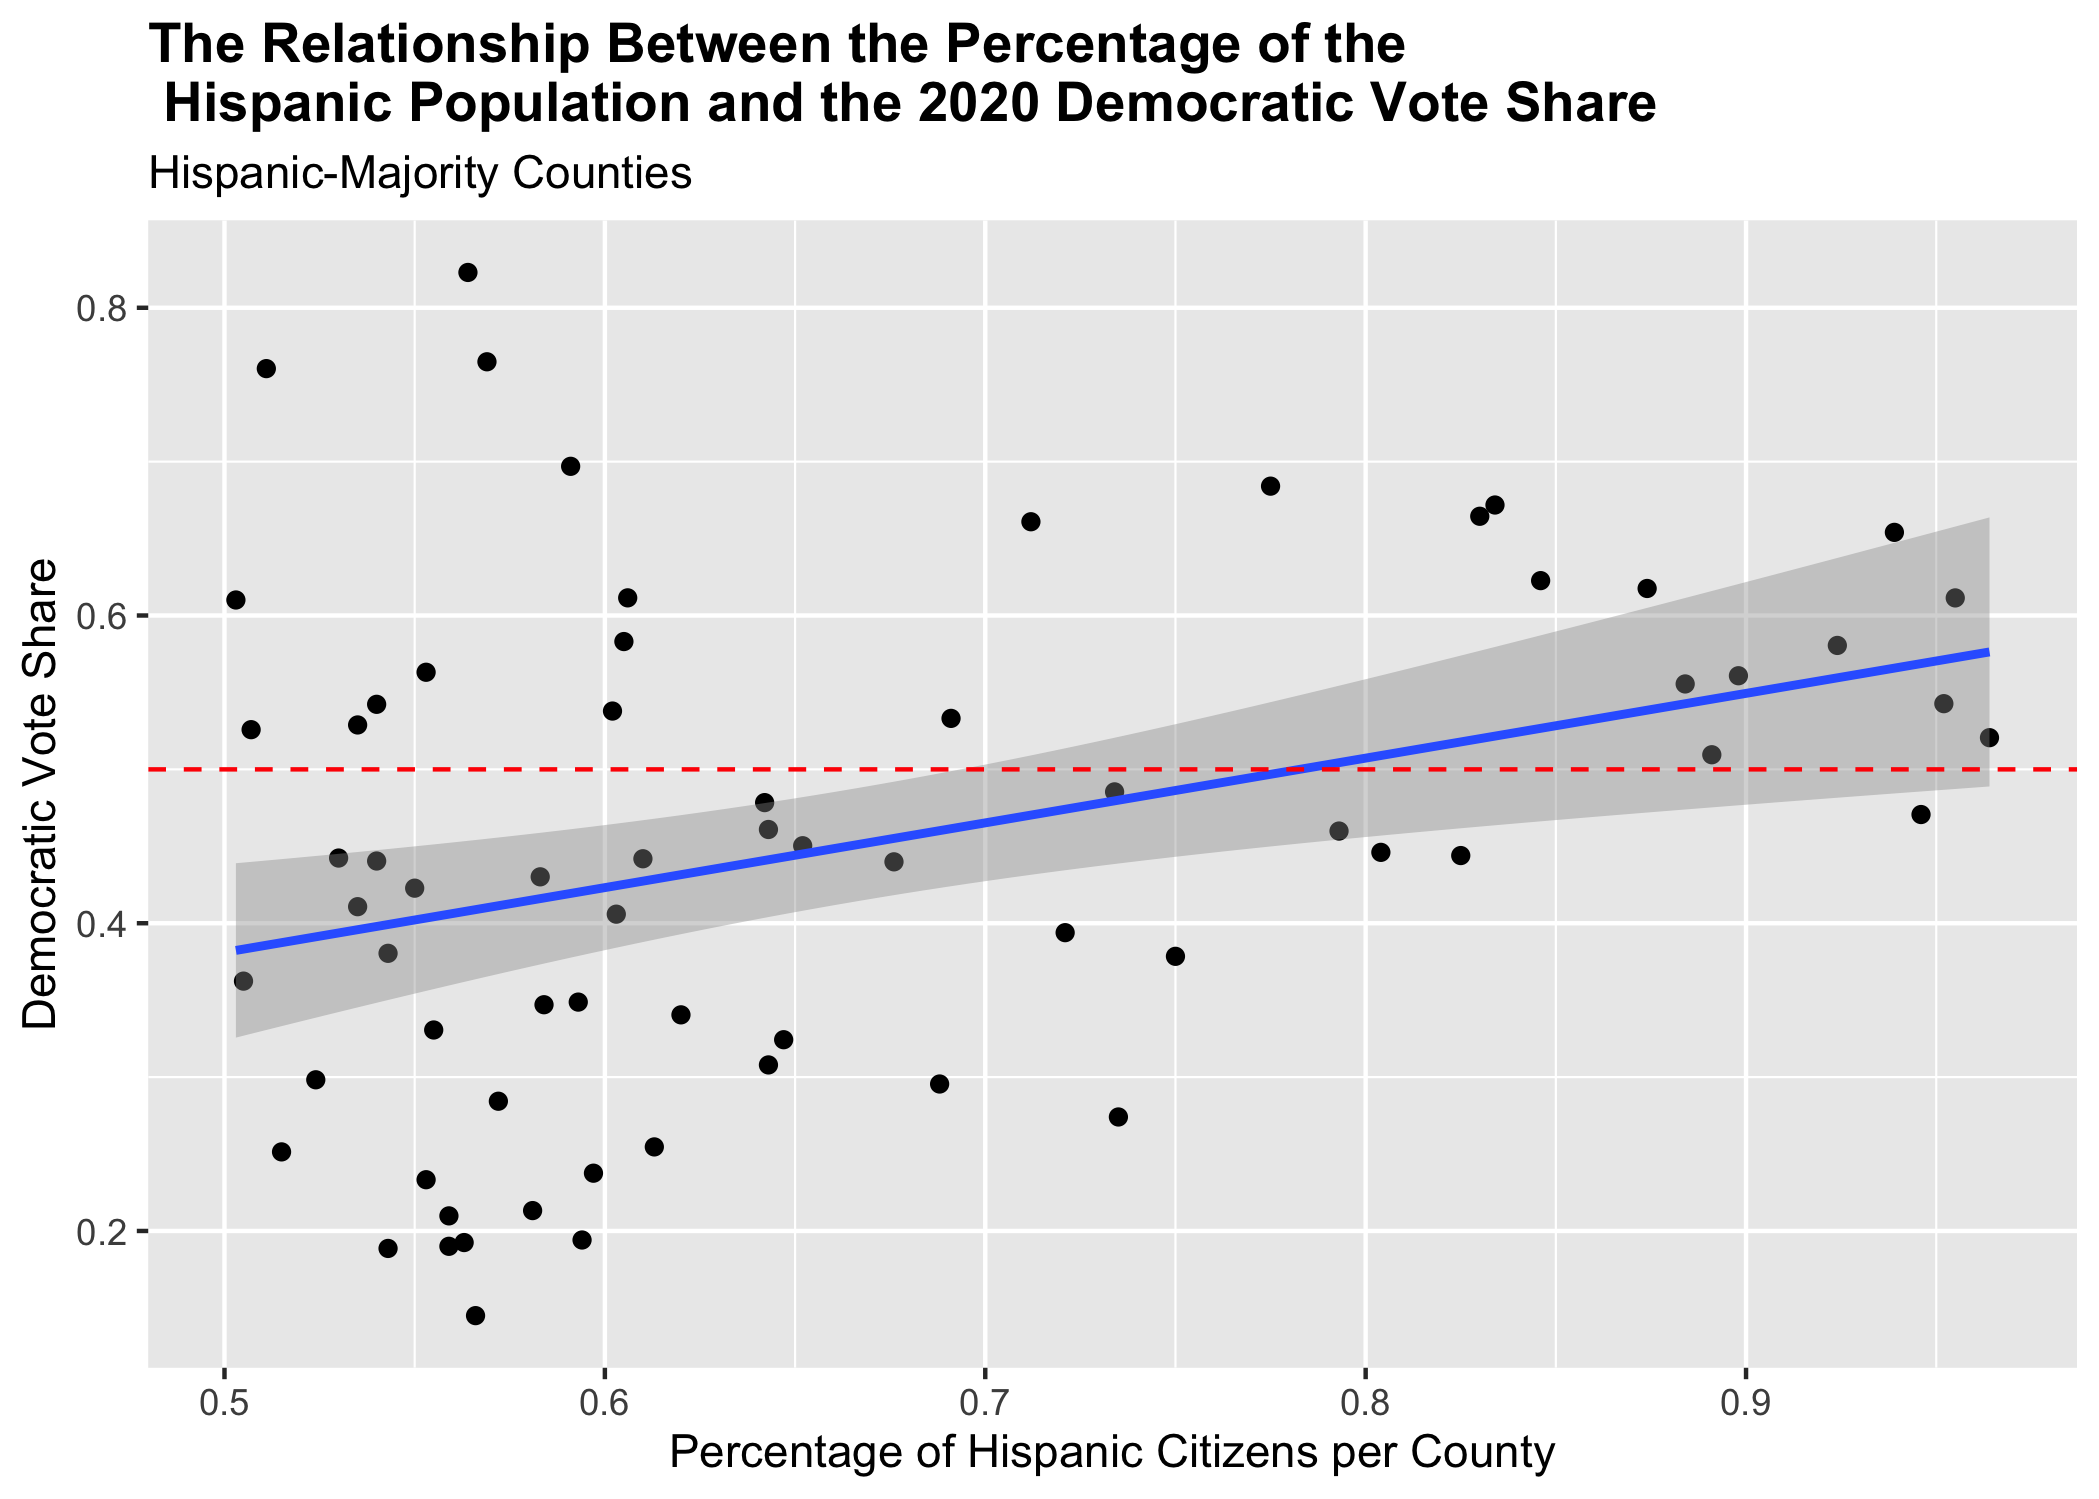 The Relationship Between the Percentage of the
Hispanic Population and the 2020 Democratic Vote Share
Hispanic-Majority Counties
Democratic Vote Share
0.8
0.6
0.4
0.2
0.5 0.6 0.7 0.8 0.9
Percentage of Hispanic Citizens per County